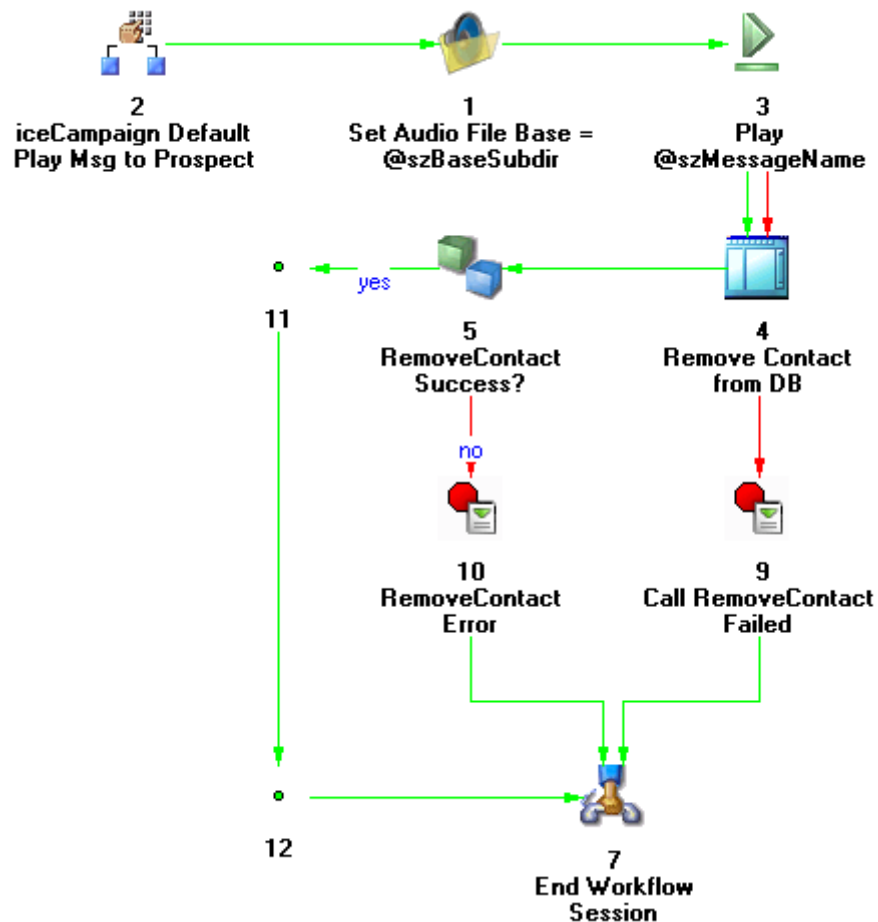 2
iceCampaign Default
Play Msg to Prospect
1
Set Audio File Base =
@szBaseSubdir
3
Play
@szMessageName
yes
11
5
RemoveContact
Success?
4
Remove Contact
from DB
no
10
RemoveContact
Error
9
Call RemoveContact
Failed
12
7
End Workflow
Session